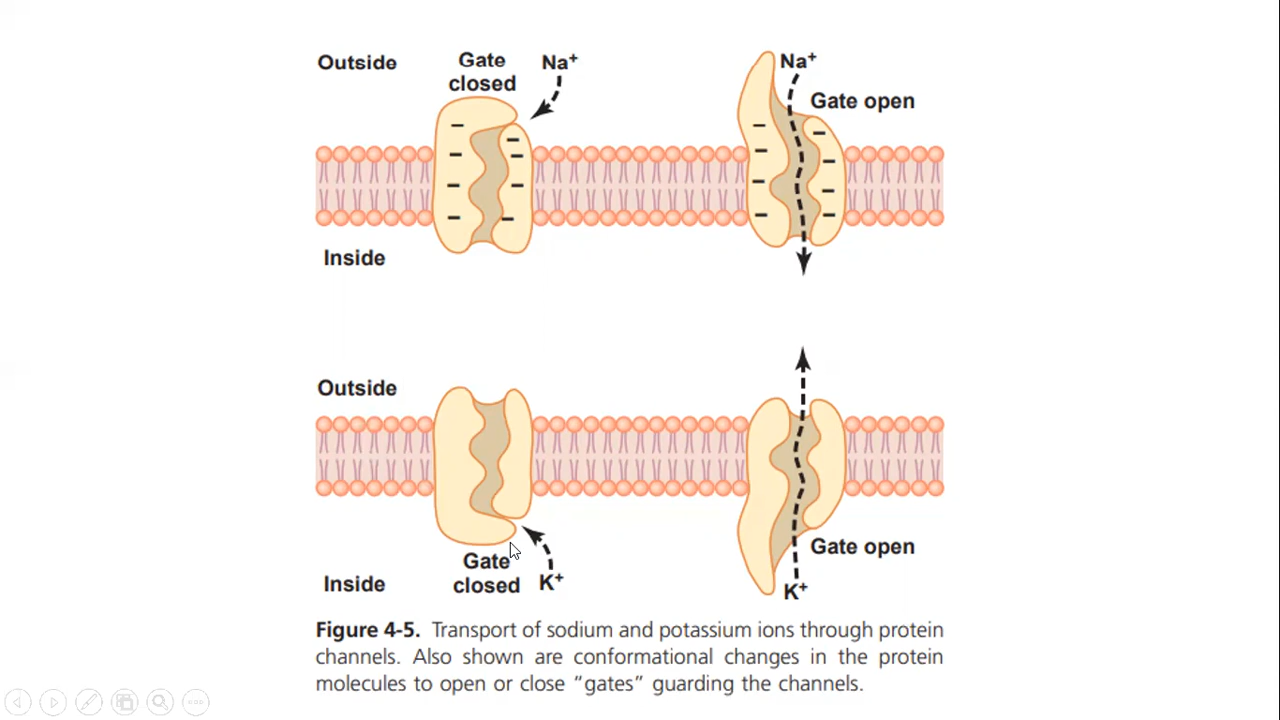 Outside
Gate
closed
Na⁺
Na⁺
Gate open
Inside
Outside
Gate open
Gate
closed
Inside
K⁺
K⁺
Figure 4-5. Transport of sodium and potassium ions through protein
channels. Also shown are conformational changes in the protein
molecules to open or close “gates” guarding the channels.